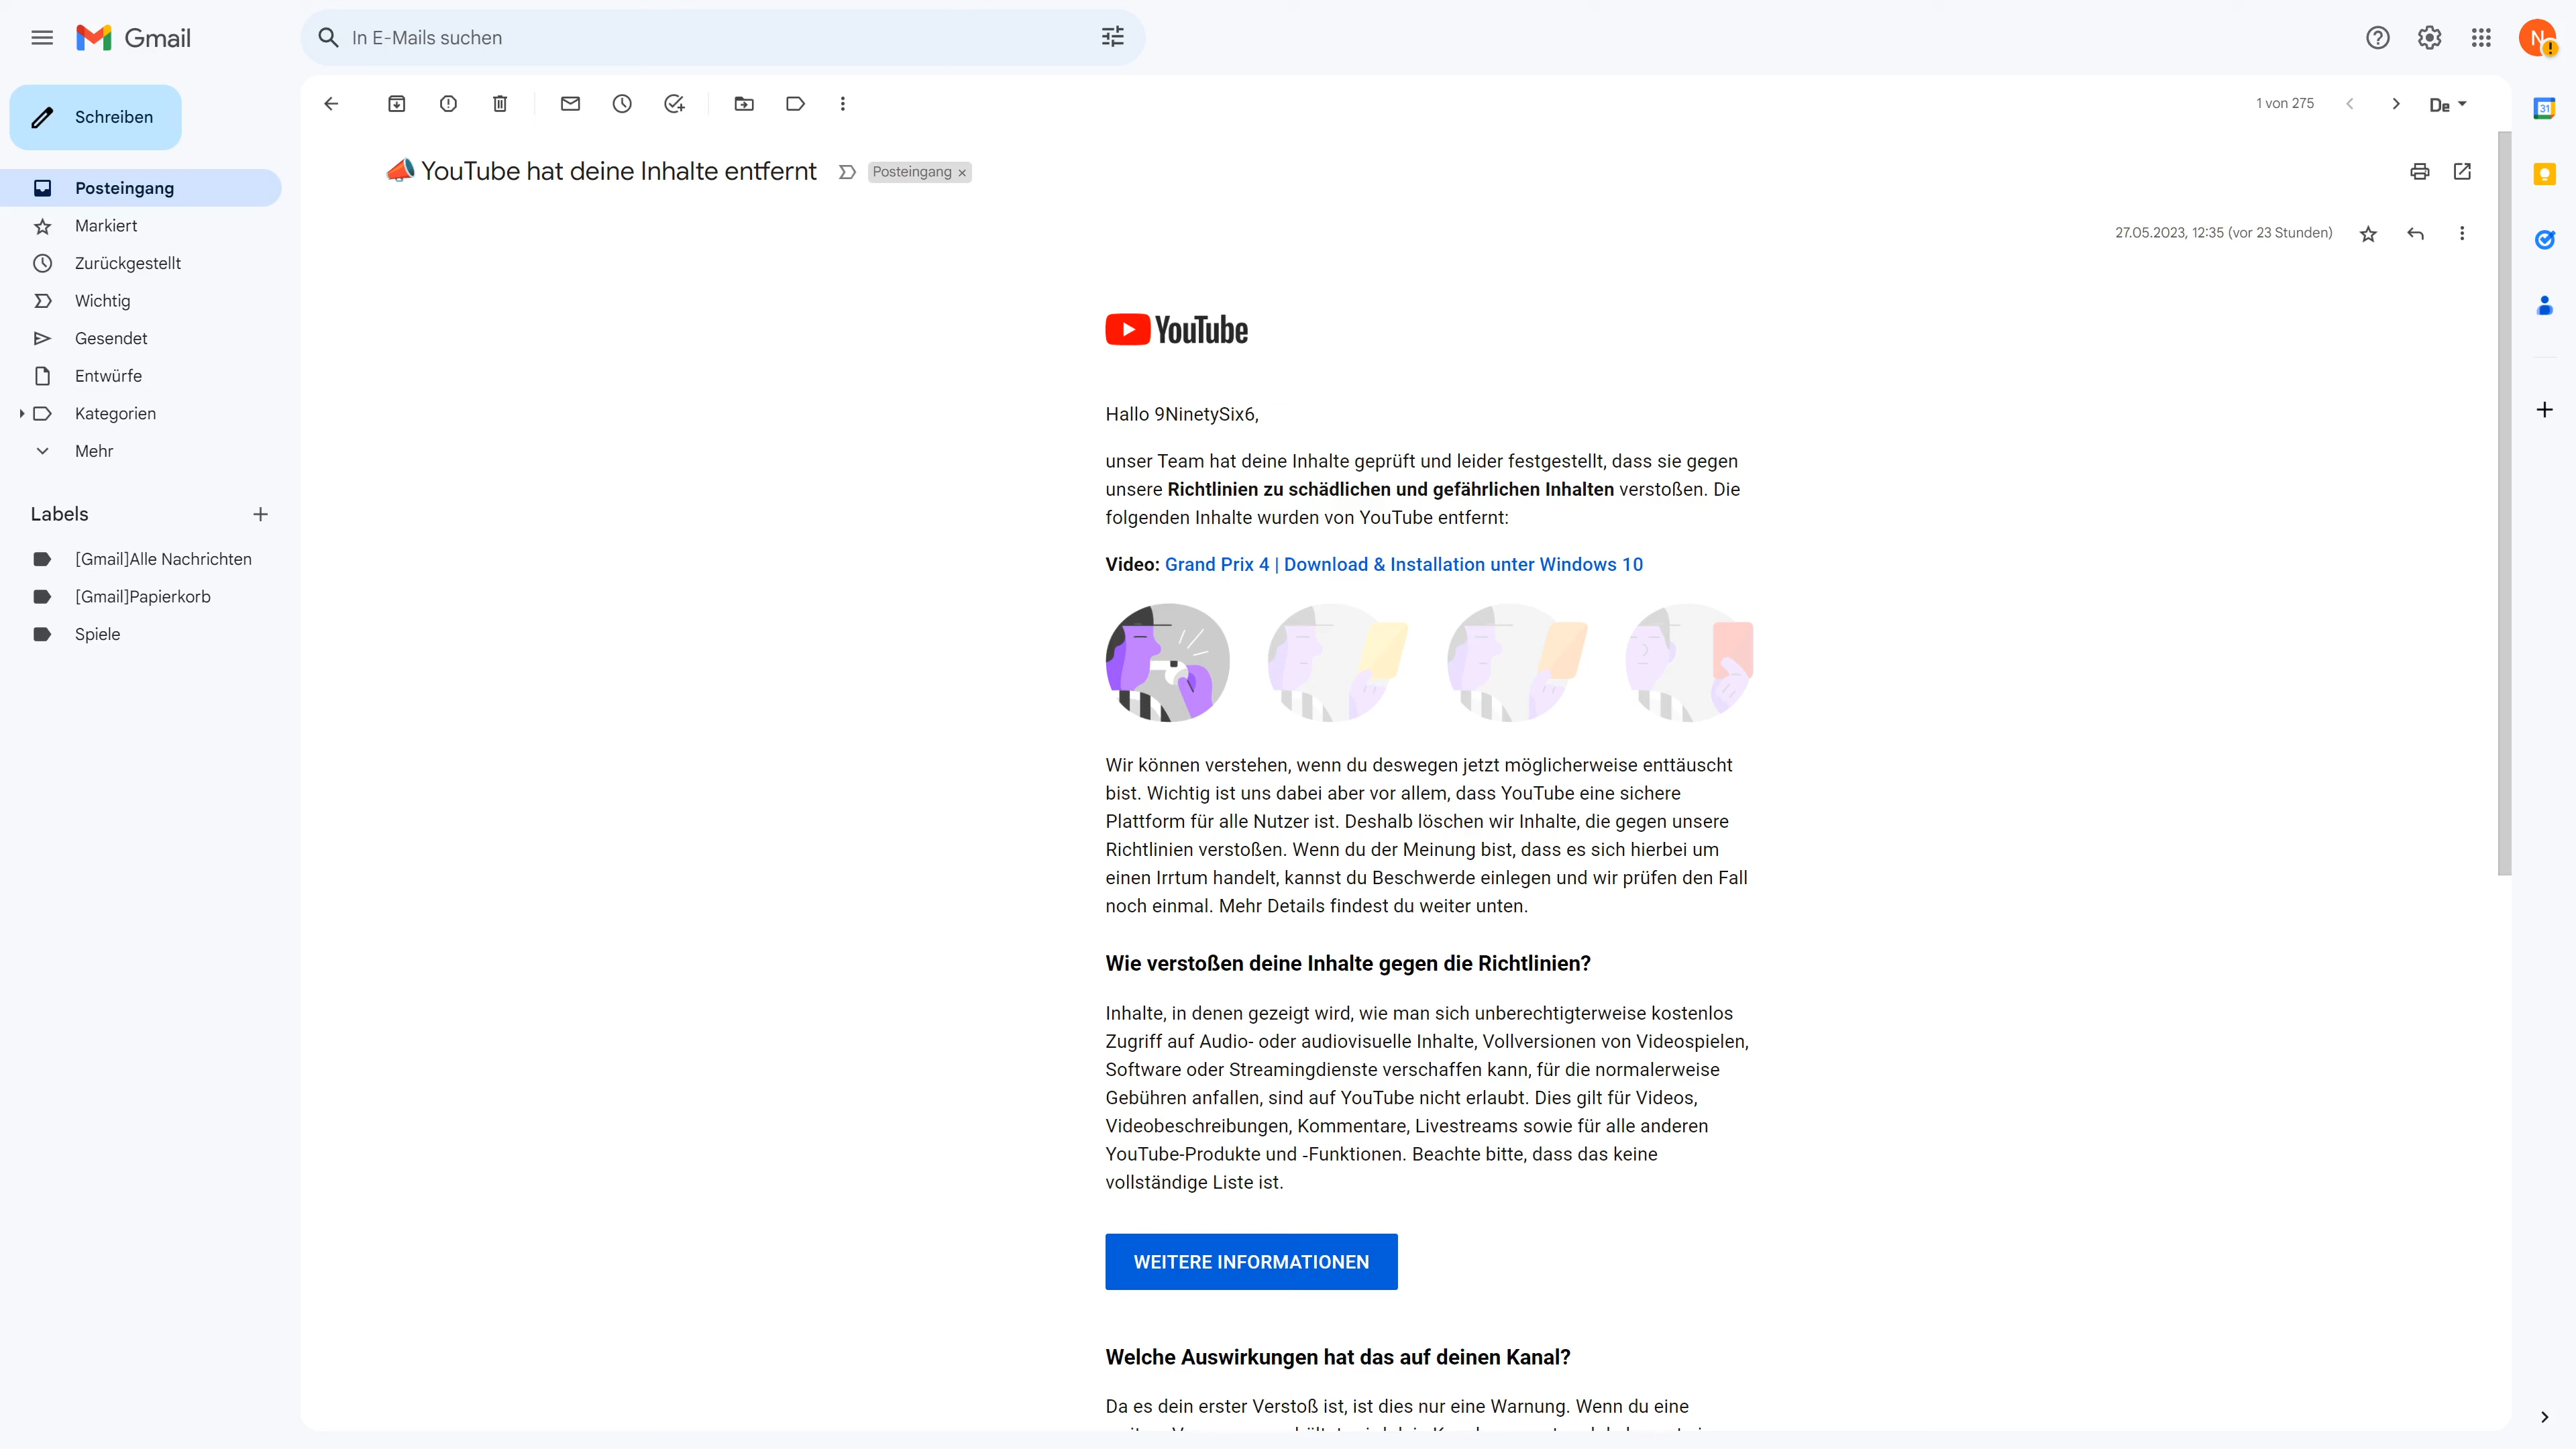 Gmail
In E-Mails suchen
N
Schreiben
1 von 275
De
Posteingang
Markiert
Zurückgestellt
Wichtig
Gesendet
Entwürfe
Kategorien
Mehr
Labels
[Gmail]Alle Nachrichten
[Gmail]Papierkorb
Spiele
YouTube hat deine Inhalte entfernt
Posteingang
27.05.2023, 12:35 (vor 23 Stunden)
31
YouTube
Hallo 9NinetySix6,
unser Team hat deine Inhalte geprüft und leider festgestellt, dass sie gegen
unsere Richtlinien zu schädlichen und gefährlichen Inhalten verstoßen. Die
folgenden Inhalte wurden von YouTube entfernt:
Video: Grand Prix 4 | Download & Installation unter Windows 10
Wir können verstehen, wenn du deswegen jetzt möglicherweise enttäuscht
bist. Wichtig ist uns dabei aber vor allem, dass YouTube eine sichere
Plattform für alle Nutzer ist. Deshalb löschen wir Inhalte, die gegen unsere
Richtlinien verstoßen. Wenn du der Meinung bist, dass es sich hierbei um
einen Irrtum handelt, kannst du Beschwerde einlegen und wir prüfen den Fall
noch einmal. Mehr Details findest du weiter unten.
Wie verstoßen deine Inhalte gegen die Richtlinien?
Inhalte, in denen gezeigt wird, wie man sich unberechtigterweise kostenlos
Zugriff auf Audio- oder audiovisuelle Inhalte, Vollversionen von Videospielen,
Software oder Streamingdienste verschaffen kann, für die normalerweise
Gebühren anfallen, sind auf YouTube nicht erlaubt. Dies gilt für Videos,
Videobeschreibungen, Kommentare, Livestreams sowie für alle anderen
YouTube-Produkte und -Funktionen. Beachte bitte, dass das keine
vollständige Liste ist.
WEITERE INFORMATIONEN
Welche Auswirkungen hat das auf deinen Kanal?
Da es dein erster Verstoß ist, ist dies nur eine Warnung. Wenn du eine